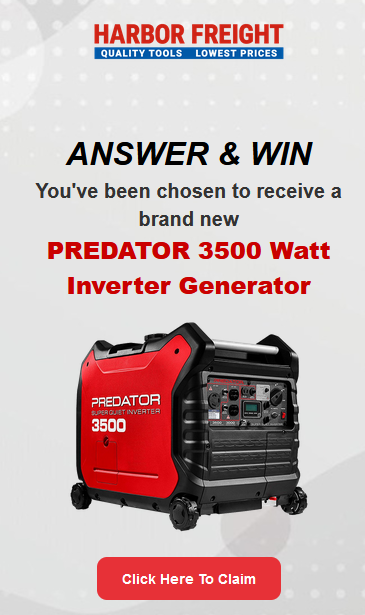 HARBOR FREIGHT
QUALITY TOOLS LOWEST PRICES
ANSWER & WIN
You've been chosen to receive a
brand new
PREDATOR 3500 Watt
Inverter Generator
PREDATOR
SUPER QUIET INVERTER
3500
Click Here To Claim